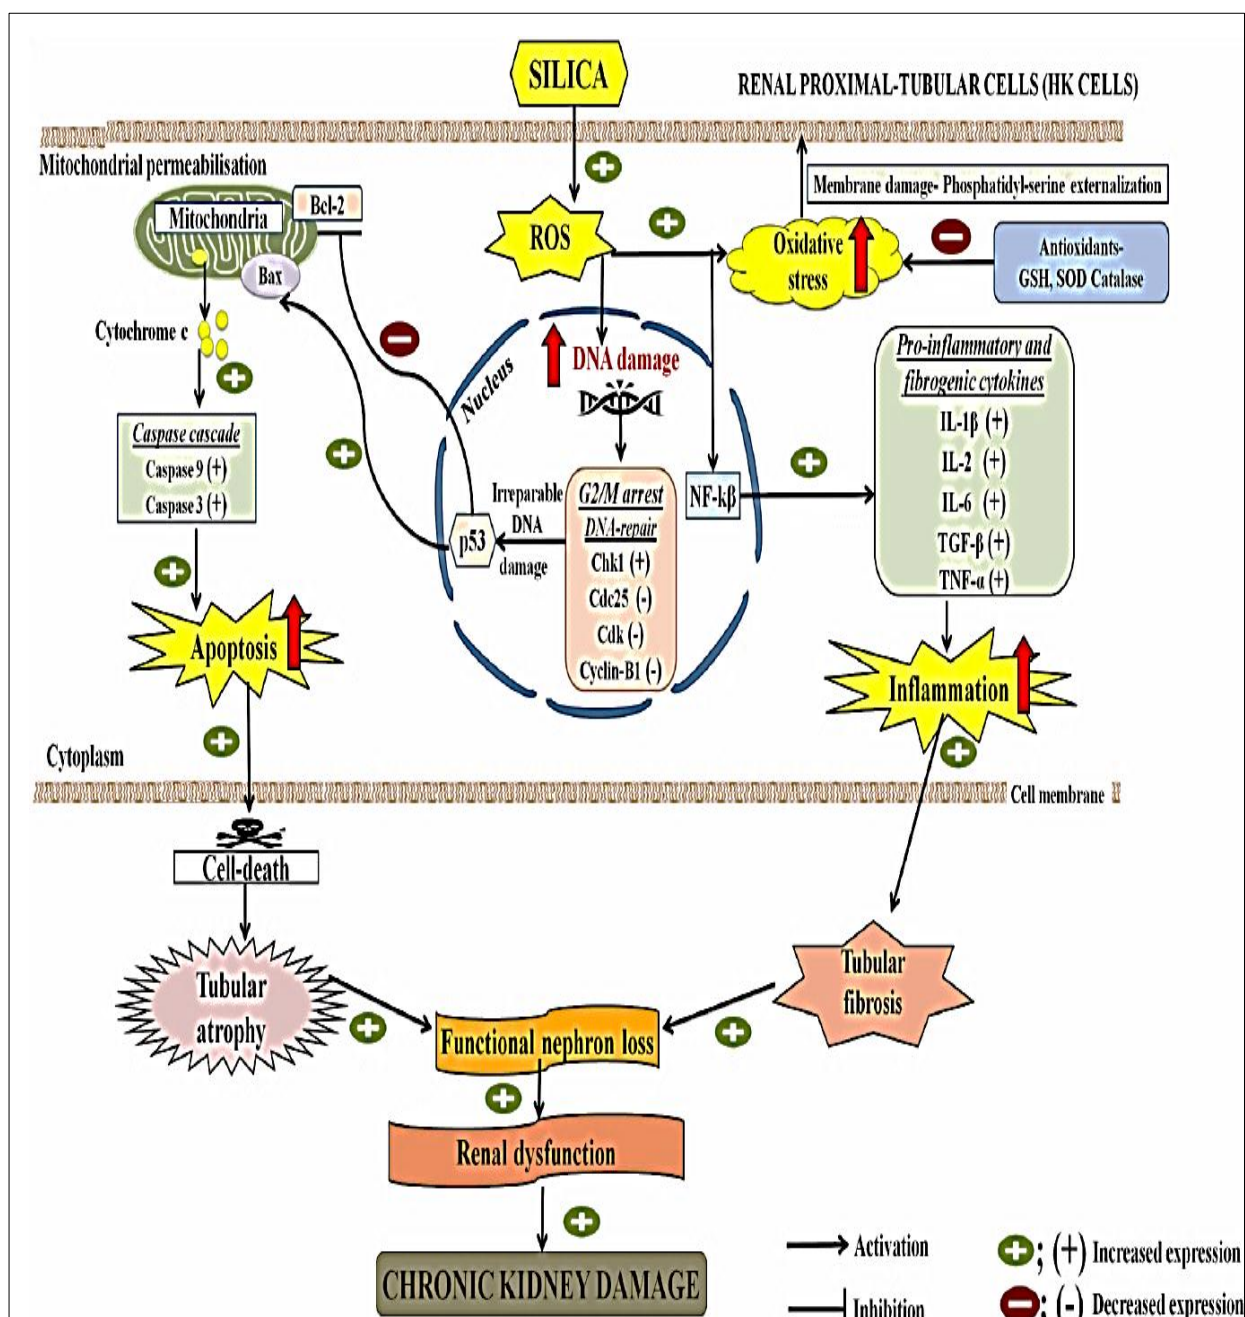 SILICA
RENAL PROXIMAL-TUBULAR CELLS (HK CELLS)
Mitochondrial permeabilisation
Mitochondria
Bcl-2
Bax
Cytochrome c
Caspase cascade
Caspase 9 (+)
Caspase 3 (+)
Apoptosis
Cytoplasm
ROS
Oxidative
stress
Membrane damage- Phosphatidyl-serine externalization
Antioxidants-
GSH, SOD Catalase
Nucleus
DNA damage
G2/M arrest
DNA-repair
Chk1 (+)
Cdc25 (-)
Cdk (-)
Cyclin-B1 (-)
Irreparable
DNA
damage
p53
NF-kβ
Pro-inflammatory and
fibrogenic cytokines
IL-1β (+)
IL-2 (+)
IL-6 (+)
TGF-β (+)
TNF-α (+)
Inflammation
Cell membrane
Cell-death
Tubular
atrophy
Tubular
fibrosis
Functional nephron loss
Renal dysfunction
CHRONIC KIDNEY DAMAGE
Activation
Inhibition
; (+) Increased expression
; (-) Decreased expression